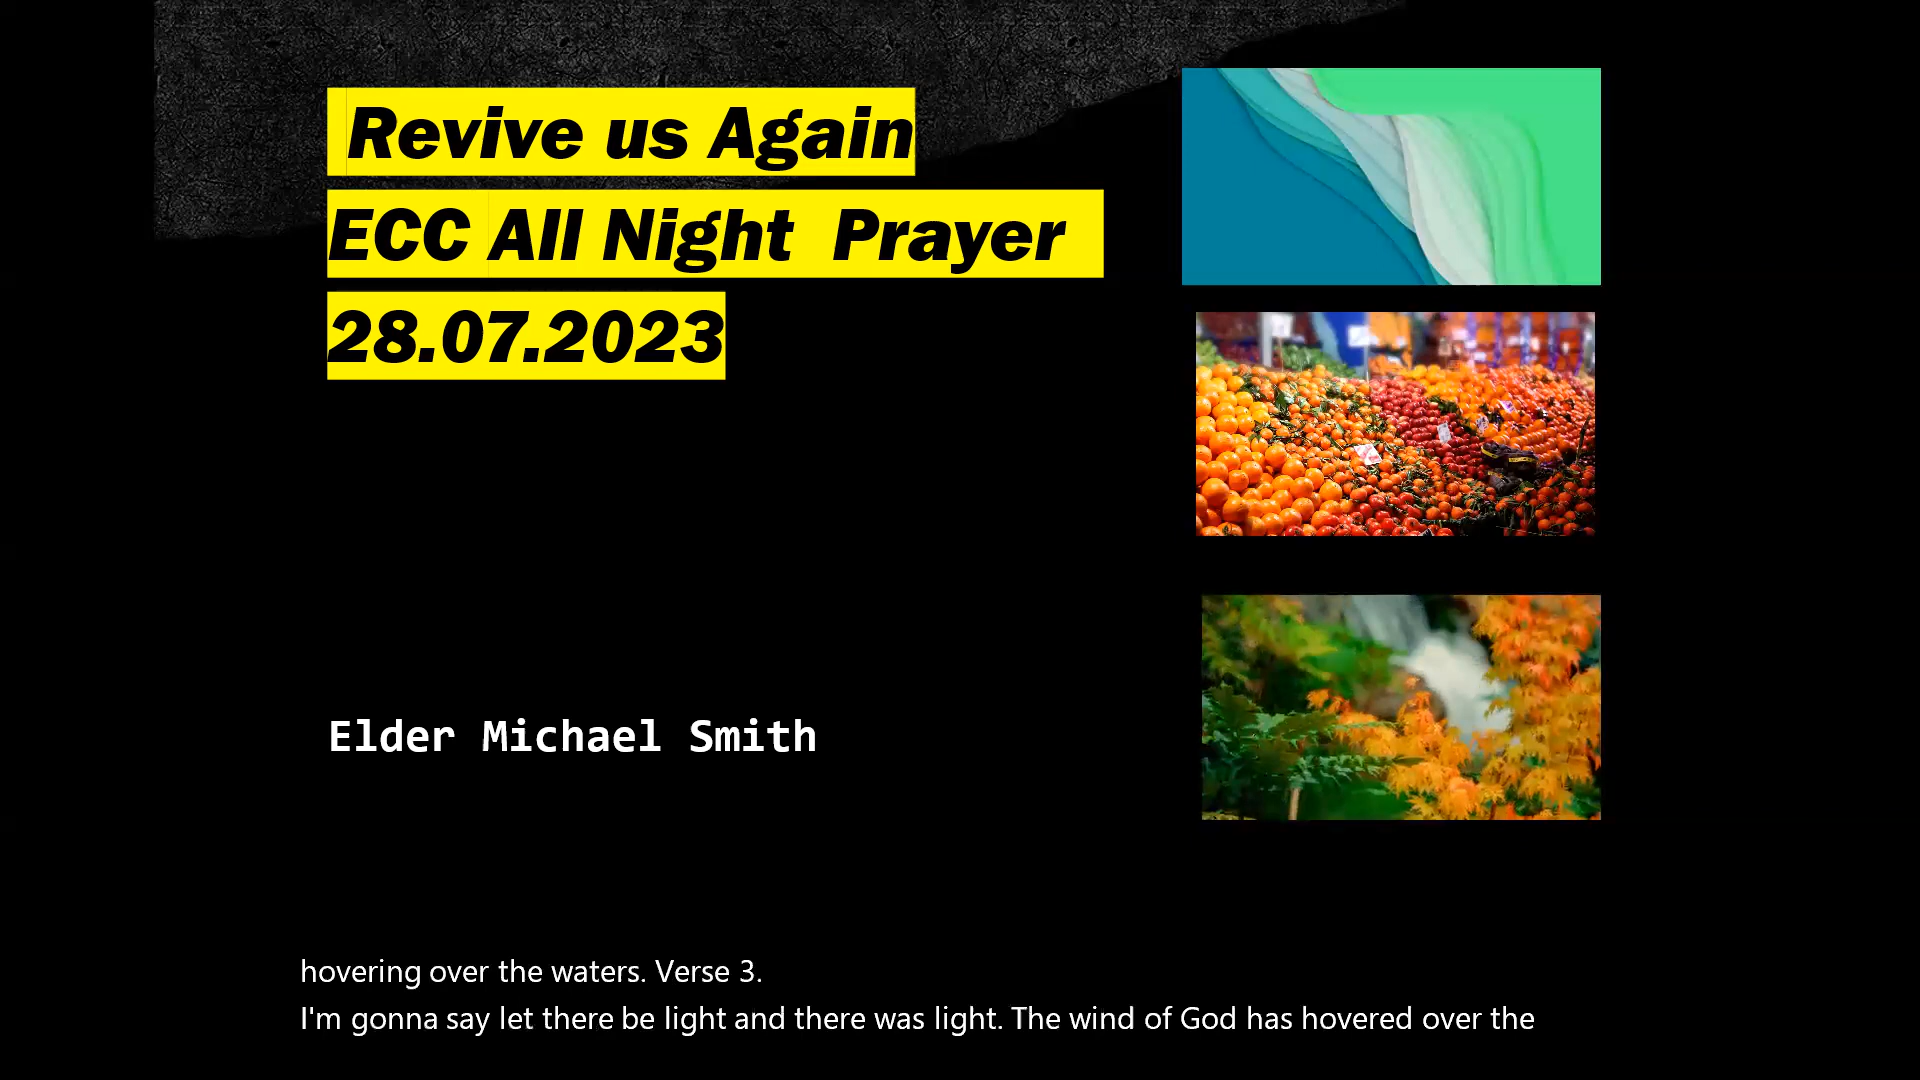 Revive us Again
ECC All Night Prayer
28.07.2023
Elder Michael Smith
hovering over the waters. Verse 3.
I'm gonna say let there be light and there was light. The wind of God has hovered over the